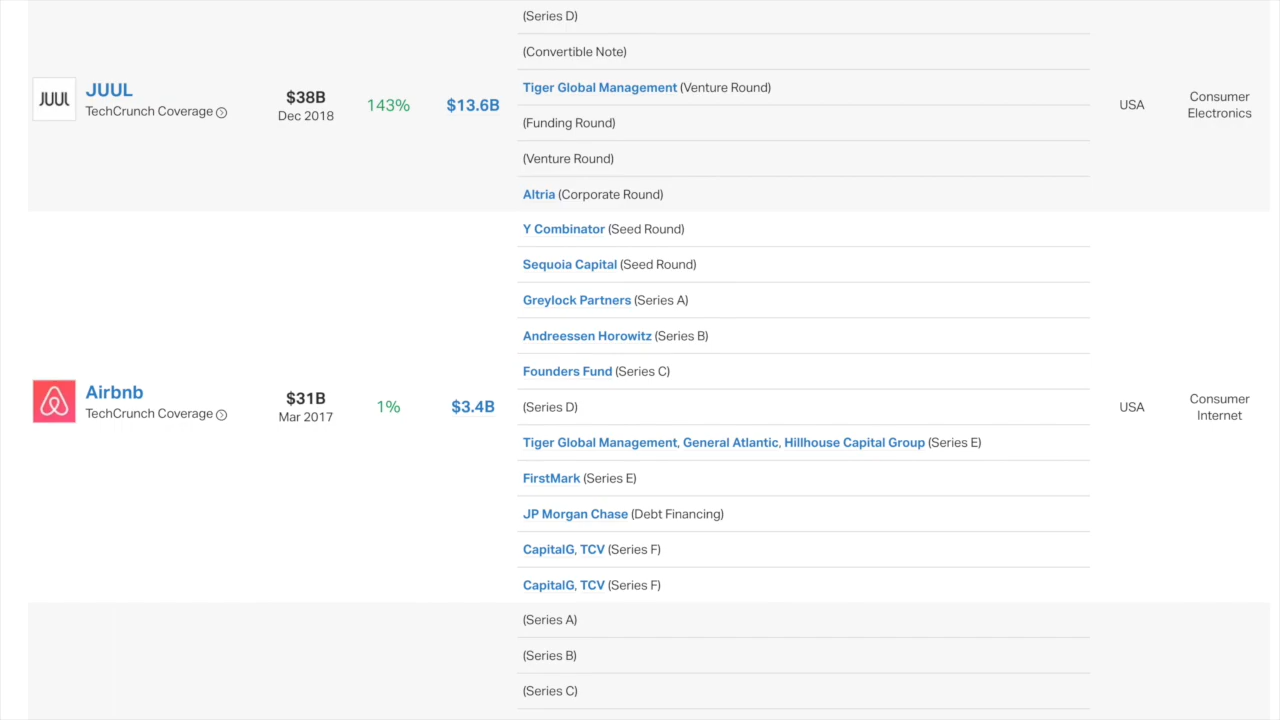 (Series D)
(Convertible Note)
JUUL
JUUL
TechCrunch Coverage
$38B
Dec 2018
143%
$13.6B
Tiger Global Management (Venture Round)
(Funding Round)
(Venture Round)
Altria (Corporate Round)
USA
Consumer
Electronics
Y Combinator (Seed Round)
Sequoia Capital (Seed Round)
Greylock Partners (Series A)
Andreessen Horowitz (Series B)
Founders Fund (Series C)
Airbnb
TechCrunch Coverage
$31B
Mar 2017
1%
$3.4B
(Series D)
Tiger Global Management, General Atlantic, Hillhouse Capital Group (Series E)
FirstMark (Series E)
JP Morgan Chase (Debt Financing)
CapitalG, TCV (Series F)
CapitalG, TCV (Series F)
USA
Consumer
Internet
(Series A)
(Series B)
(Series C)